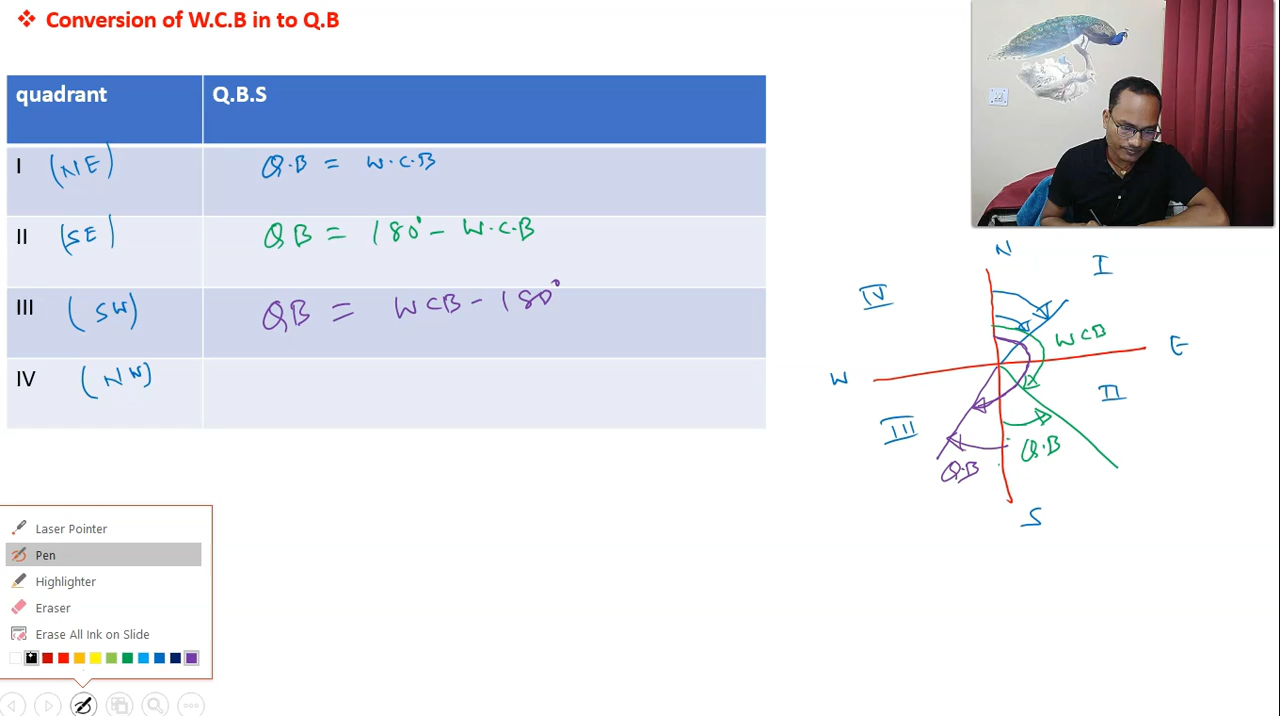 ❖ Conversion of W.C.B in to Q.B
quadrant Q.B.S
I (NE) Q.B = W.C.B
II (SE) QB = 180° - W.C.B
III (SW) QB = WCB - 180°
IV (NW)
N
I
IV
WCB
E
W
II
III
Q.B
QB
S
Laser Pointer
Pen
Highlighter
Eraser
Erase All Ink on Slide